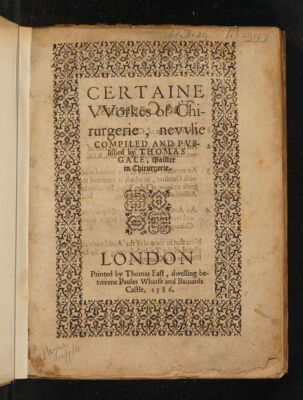 CERTAINE
VVorkes of Chi-
rurgerie, nevvlie
COMPILED AND PVB-
lished by THOMAS
GALE, Maister
in Chirurgerie.
LONDON
Printed by Thomas East, dwelling be-
tweene Paules Wharfe and Bainards
Castle. 1586.